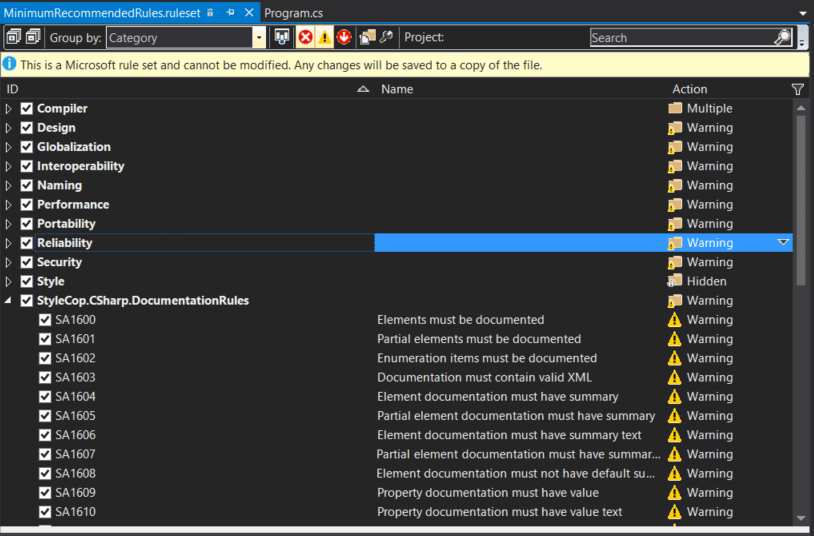 MinimumRecommendedRules.ruleset Program.cs
Group by: Category Project: Search
This is a Microsoft rule set and cannot be modified. Any changes will be saved to a copy of the file.
ID Name Action
Compiler Multiple
Design Warning
Globalization Warning
Interoperability Warning
Naming Warning
Performance Warning
Portability Warning
Reliability Warning
Security Warning
Style Hidden
StyleCop.CSharp.DocumentationRules Warning
SA1600 Elements must be documented Warning
SA1601 Partial elements must be documented Warning
SA1602 Enumeration items must be documented Warning
SA1603 Documentation must contain valid XML Warning
SA1604 Element documentation must have summary Warning
SA1605 Partial element documentation must have summary Warning
SA1606 Element documentation must have summary text Warning
SA1607 Partial element documentation must have summar... Warning
SA1608 Element documentation must not have default su... Warning
SA1609 Property documentation must have value Warning
SA1610 Property documentation must have value text Warning